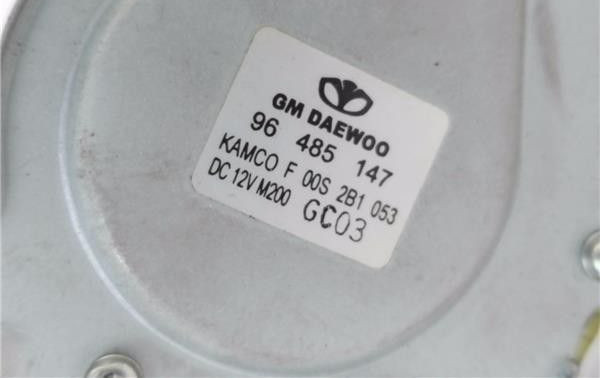 GM DAEWOO
96 485 147
KAMCO F 00S 2B1 053
DC 12V M200 GC03